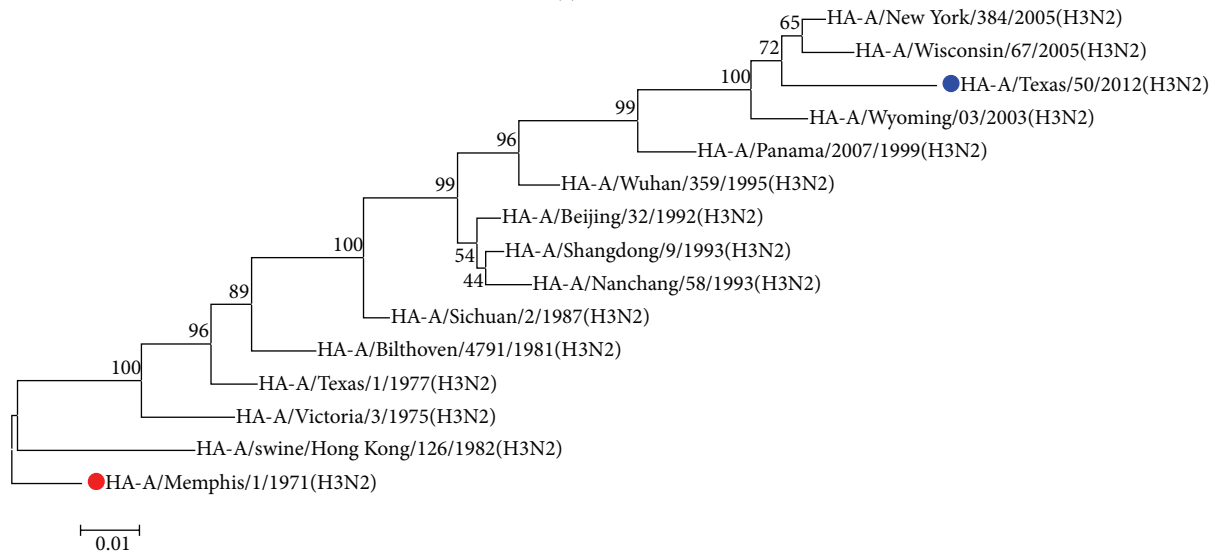 65
HA-A/New York/384/2005(H3N2)
72
HA-A/Wisconsin/67/2005(H3N2)
100
HA-A/Texas/50/2012(H3N2)
99
HA-A/Wyoming/03/2003(H3N2)
96
HA-A/Panama/2007/1999(H3N2)
99
HA-A/Wuhan/359/1995(H3N2)
HA-A/Beijing/32/1992(H3N2)
100
54
HA-A/Shangdong/9/1993(H3N2)
44
HA-A/Nanchang/58/1993(H3N2)
89
HA-A/Sichuan/2/1987(H3N2)
96
HA-A/Bilthoven/4791/1981(H3N2)
100
HA-A/Texas/1/1977(H3N2)
HA-A/Victoria/3/1975(H3N2)
HA-A/swine/Hong Kong/126/1982(H3N2)
HA-A/Memphis/1/1971(H3N2)
0.01